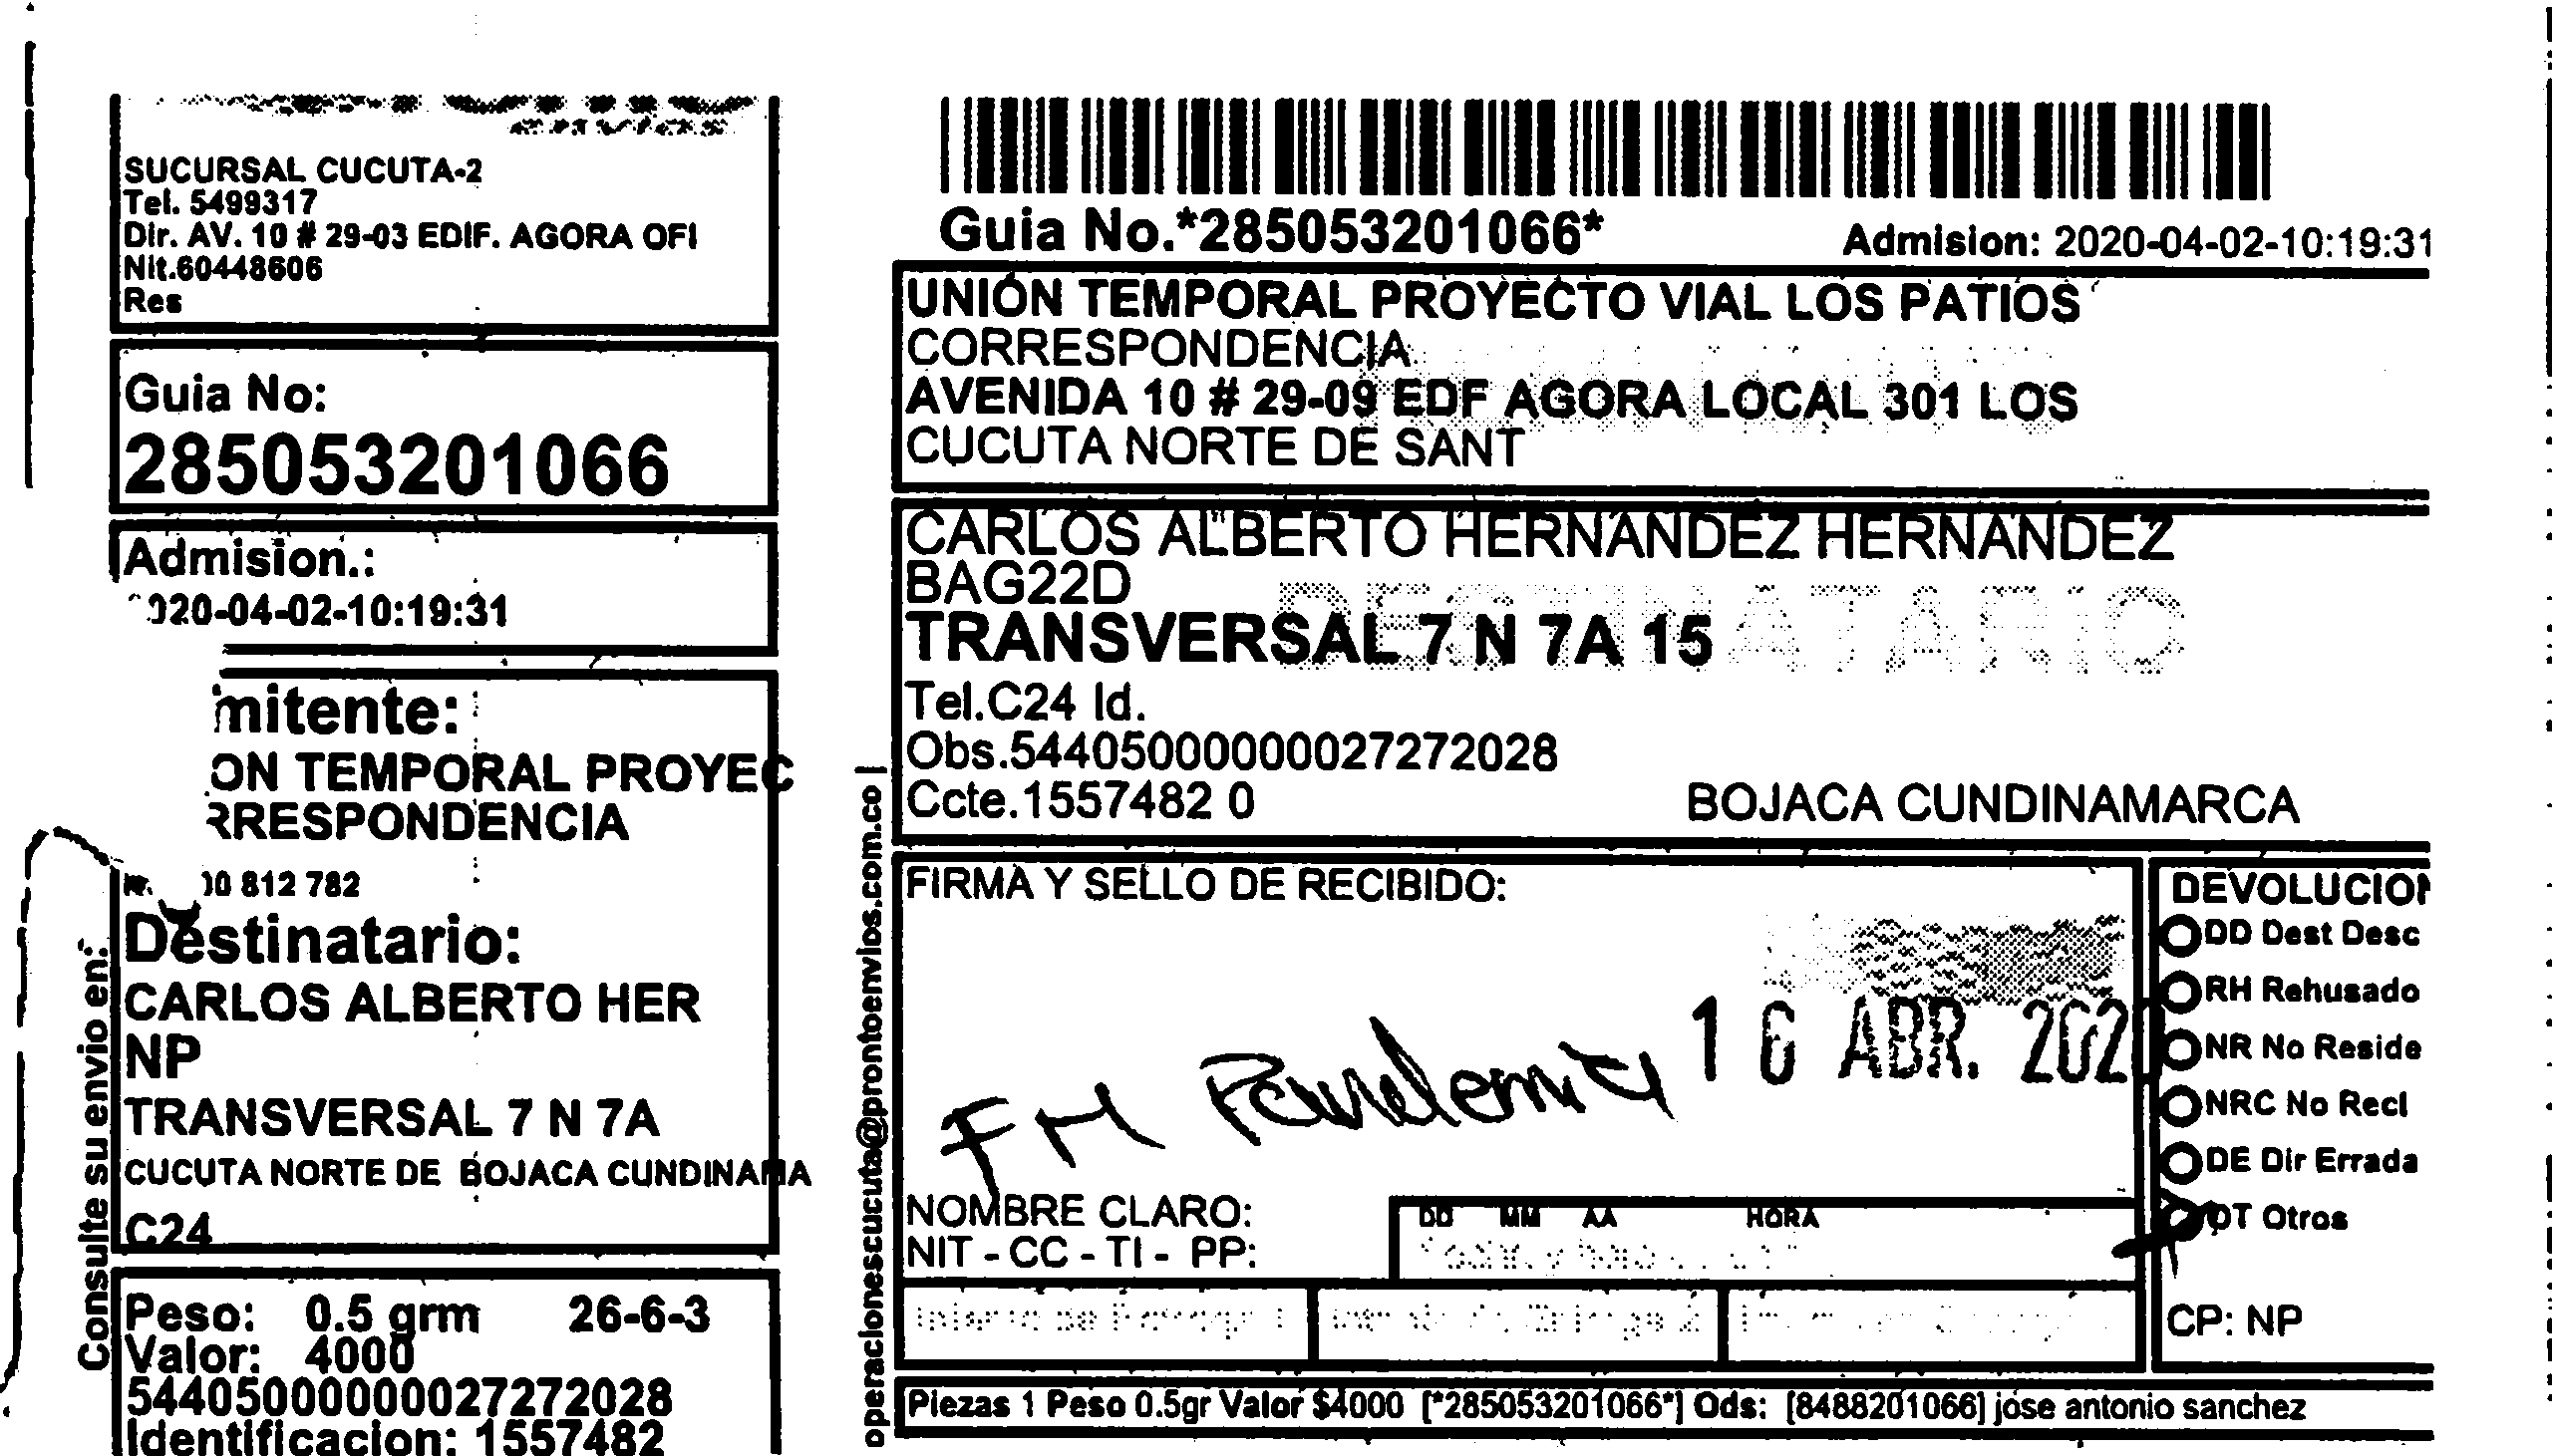 SUCURSAL CUCUTA-2
Tel. 5499317
Dir. AV. 10 # 29-03 EDIF. AGORA OFI
Nit.60448606
Res
Guia No:
285053201066
Admision.:
020-04-02-10:19:31
mitente:
ON TEMPORAL PROYEC
RRESPONDENCIA
00 812 782
Destinatario:
CARLOS ALBERTO HER
NP
TRANSVERSAL 7 N 7A
CUCUTA NORTE DE BOJACA CUNDINAMA
C24
Peso: 0.5 grm 26-6-3
Valor: 4000
544050000000027272028
Identificacion: 1557482
Consulte su envio en:
operacionescucuta@prontoenvios.com.co |
Guia No.*285053201066*
Admision: 2020-04-02-10:19:31
UNIÓN TEMPORAL PROYECTO VIAL LOS PATIOS
CORRESPONDENCIA
AVENIDA 10 # 29-09 EDF AGORA LOCAL 301 LOS
CUCUTA NORTE DE SANT
CARLOS ALBERTO HERNANDEZ HERNANDEZ
BAG22D
DESTINATARIO
TRANSVERSAL 7 N 7A 15
Tel.C24 Id.
Obs.544050000000027272028
Ccte.1557482 0
BOJACA CUNDINAMARCA
FIRMA Y SELLO DE RECIBIDO:
16 ABR. 202
FM Pandemia
NOMBRE CLARO:
NIT - CC - TI - PP:
DD MM AA HORA
DEVOLUCION
DD Dest Desc
RH Rehusado
NR No Reside
NRC No Recl
DE Dir Errada
OT Otros
CP: NP
Piezas 1 Peso 0.5gr Valor $4000 [*285053201066*] Ods: [8488201066] jose antonio sanchez